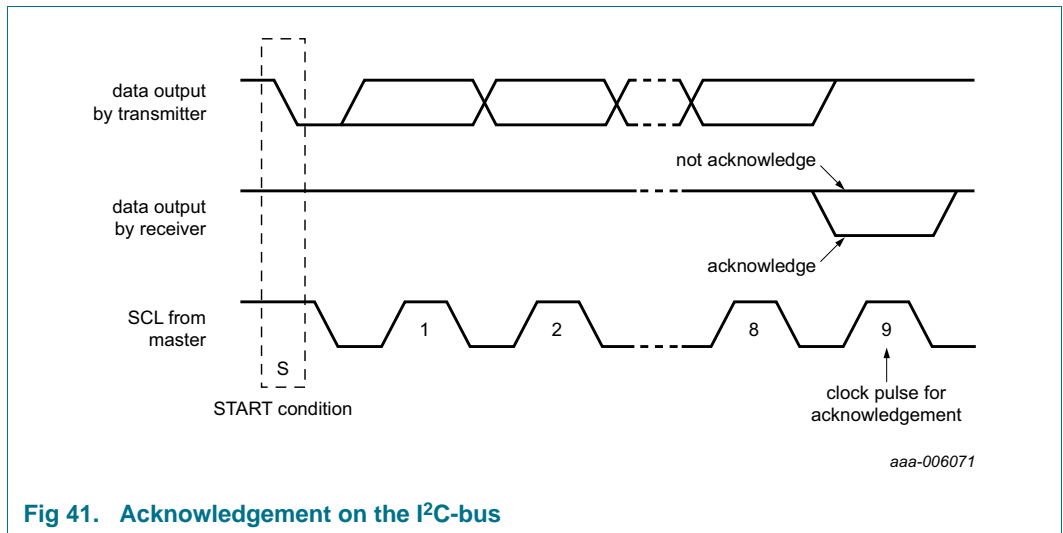 data output
by transmitter
not acknowledge
data output
by receiver
acknowledge
SCL from
master
1
2
8
9
S
START condition
clock pulse for
acknowledgement
aaa-006071
Fig 41. Acknowledgement on the I²C-bus